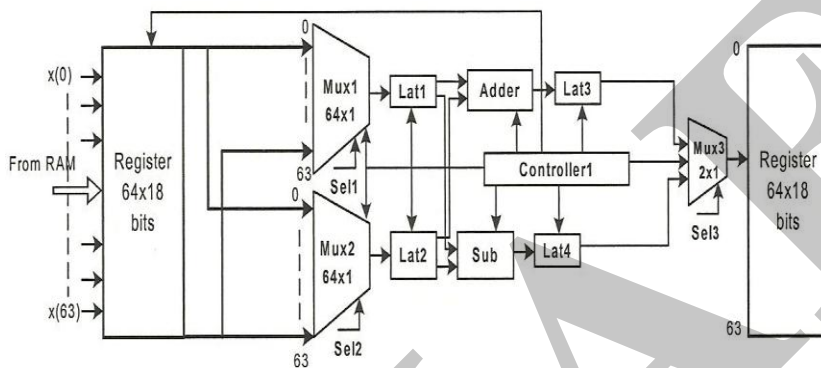 x(0)
From RAM
x(63)
Register
64x18
bits
0
Mux1
64x1
63
Sel1
0
Mux2
64x1
63
Sel2
Lat1
Lat2
Adder
Lat3
Controller1
Sub
Lat4
Mux3
2x1
Sel3
0
Register
64x18
bits
63